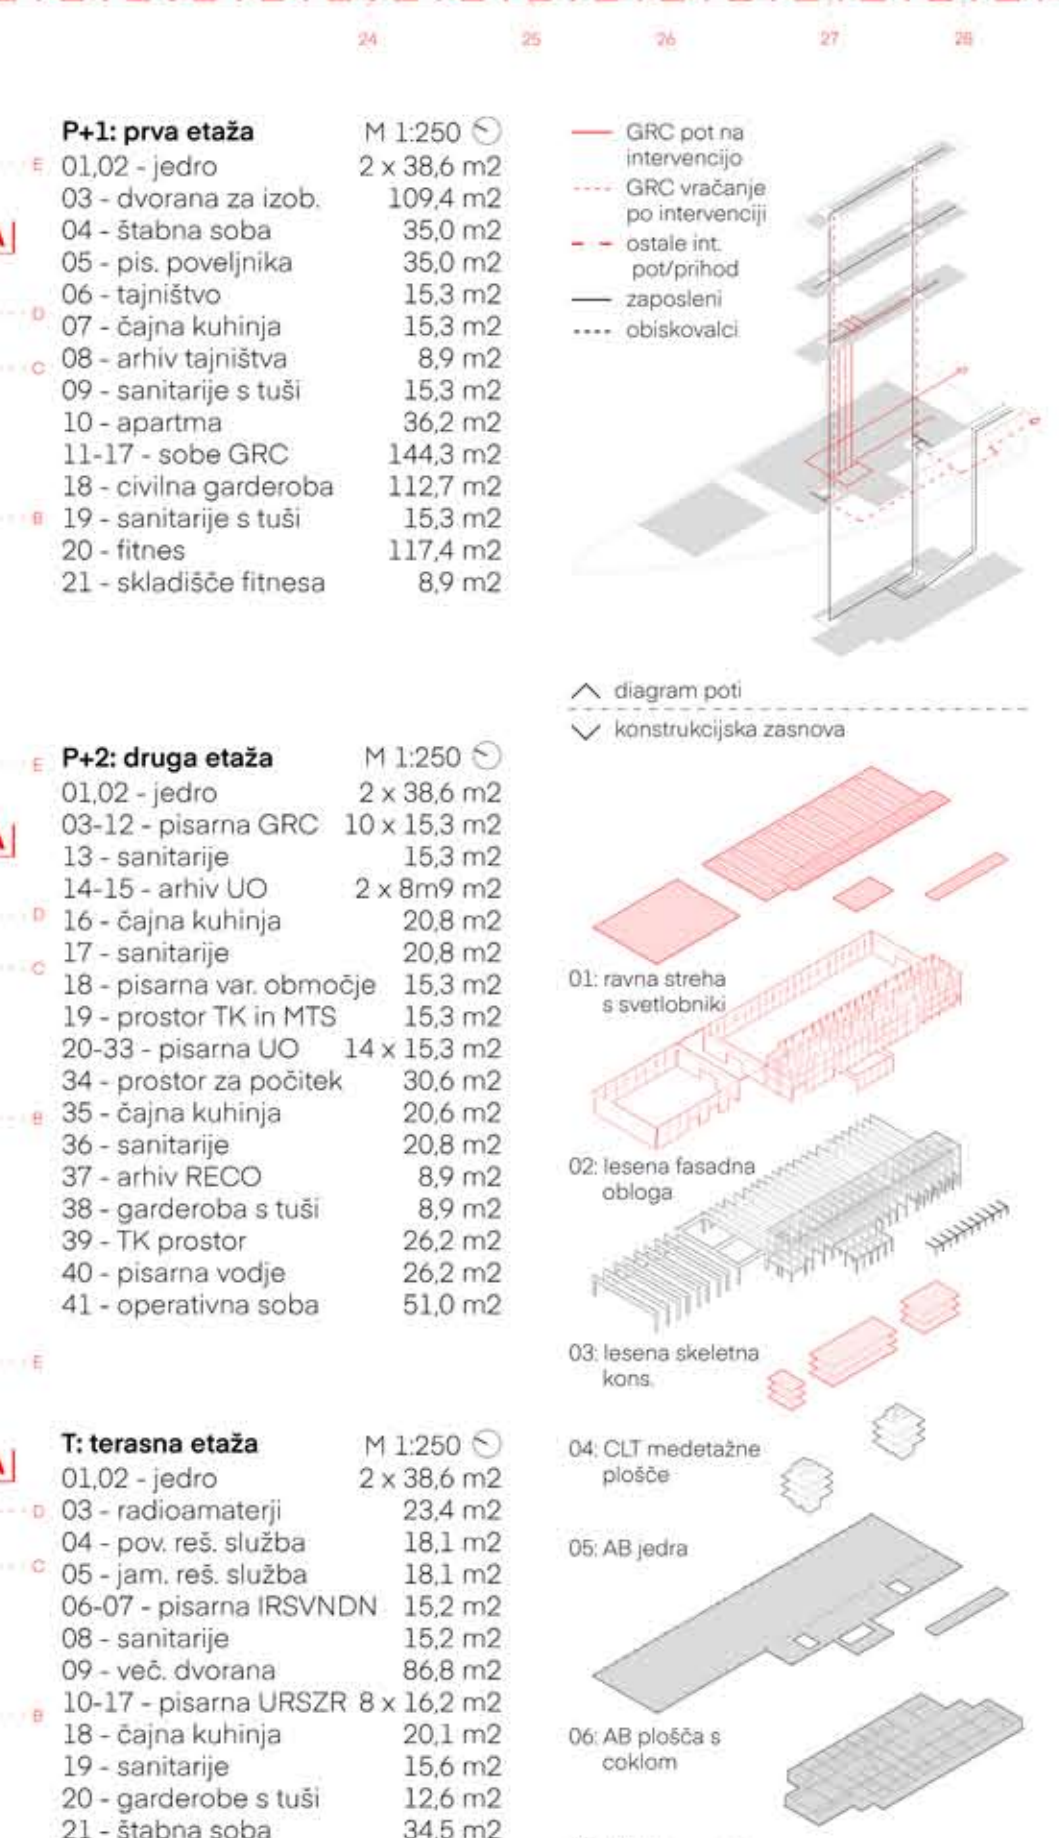 24 25 26 27 28
P+1: prva etaža M 1:250
E 01,02 - jedro 2 x 38,6 m2
03 - dvorana za izob. 109,4 m2
04 - štabna soba 35,0 m2
05 - pis. poveljnika 35,0 m2
06 - tajništvo 15,3 m2
D
07 - čajna kuhinja 15,3 m2
C 08 - arhiv tajništva 8,9 m2
09 - sanitarije s tuši 15,3 m2
10 - apartma 36,2 m2
11-17 - sobe GRC 144,3 m2
18 - civilna garderoba 112,7 m2
B 19 - sanitarije s tuši 15,3 m2
20 - fitnes 117,4 m2
21 - skladišče fitnesa 8,9 m2
GRC pot na
intervencijo
GRC vračanje
po intervenciji
ostale int.
pot/prihod
zaposleni
obiskovalci
diagram poti
konstrukcijska zasnova
E P+2: druga etaža M 1:250
01,02 - jedro 2 x 38,6 m2
03-12 - pisarna GRC 10 x 15,3 m2
A
13 - sanitarije 15,3 m2
14-15 - arhiv UO 2 x 8m9 m2
D 16 - čajna kuhinja 20,8 m2
17 - sanitarije 20,8 m2
C
18 - pisarna var. območje 15,3 m2
19 - prostor TK in MTS 15,3 m2
20-33 - pisarna UO 14 x 15,3 m2
34 - prostor za počitek 30,6 m2
B 35 - čajna kuhinja 20,6 m2
36 - sanitarije 20,8 m2
37 - arhiv RECO 8,9 m2
38 - garderoba s tuši 8,9 m2
39 - TK prostor 26,2 m2
40 - pisarna vodje 26,2 m2
41 - operativna soba 51,0 m2
E
T: terasna etaža M 1:250
A
01,02 - jedro 2 x 38,6 m2
D 03 - radioamaterji 23,4 m2
04 - pov. reš. služba 18,1 m2
C 05 - jam. reš. služba 18,1 m2
06-07 - pisarna IRSVNDN 15,2 m2
08 - sanitarije 15,2 m2
09 - več. dvorana 86,8 m2
B 10-17 - pisarna URSZR 8 x 16,2 m2
18 - čajna kuhinja 20,1 m2
19 - sanitarije 15,6 m2
20 - garderobe s tuši 12,6 m2
21 - štabna soba 34,5 m2
01: ravna streha
s svetlobniki
02: lesena fasadna
obloga
03: lesena skeletna
kons.
04: CLT medetažne
plošče
05: AB jedra
06: AB plošča s
coklom